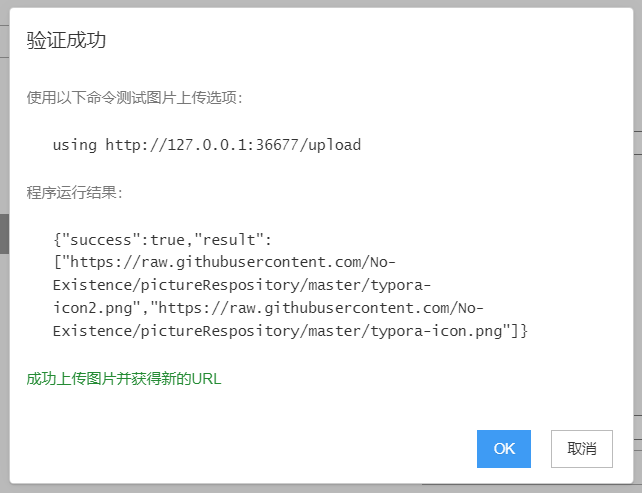 验证成功
使用以下命令测试图片上传选项：
using http://127.0.0.1:36677/upload
程序运行结果：
{"success":true,"result":
["https://raw.githubusercontent.com/No-
Existence/pictureRespository/master/typora-
icon2.png","https://raw.githubusercontent.com/No-
Existence/pictureRespository/master/typora-icon.png"]}
成功上传图片并获得新的URL
OK 取消